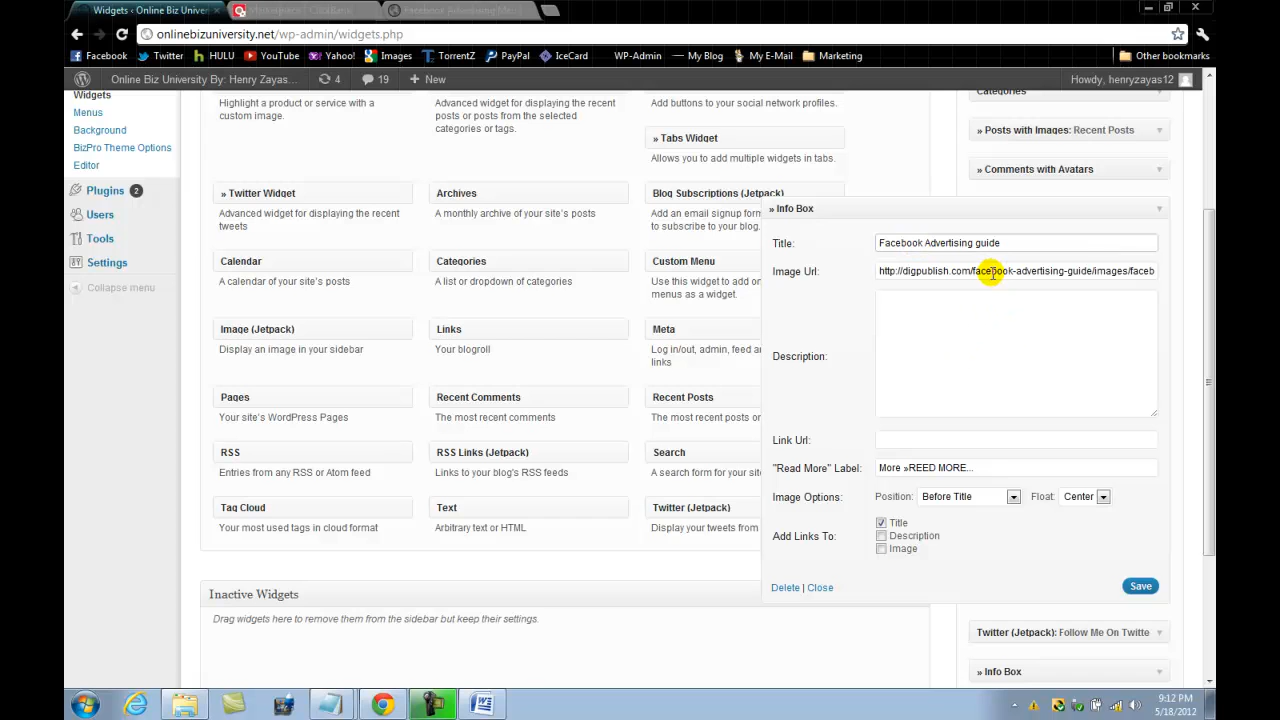 Widgets ‹ Online Biz Univer
onlinebizuniversity.net/wp-admin/widgets.php
Facebook Twitter HULU YouTube Yahoo! Images TorrentZ PayPal IceCard WP-Admin My Blog My E-Mail Marketing Other bookmarks
Online Biz University By: Henry Zayas... 4 19 New Howdy, henryzayas12
Widgets
Menus
Background
BizPro Theme Options
Editor
Plugins 2
Users
Tools
Settings
Collapse menu
Highlight a product or service with a
custom image.
Advanced widget for displaying the recent
posts or posts from the selected
categories or tags.
Add buttons to your social network profiles.
» Tabs Widget
Allows you to add multiple widgets in tabs.
» Twitter Widget
Advanced widget for displaying the recent
tweets
Archives
A monthly archive of your site's posts
Blog Subscriptions (Jetpack)
Add an email signup form
to subscribe to your blog.
Calendar
A calendar of your site's posts
Categories
A list or dropdown of categories
Custom Menu
Use this widget to add on
menus as a widget.
Image (Jetpack)
Display an image in your sidebar
Links
Your blogroll
Meta
Log in/out, admin, feed a
links
Pages
Your site's WordPress Pages
Recent Comments
The most recent comments
Recent Posts
The most recent posts o
RSS
Entries from any RSS or Atom feed
RSS Links (Jetpack)
Links to your blog's RSS feeds
Search
A search form for your site
Tag Cloud
Your most used tags in cloud format
Text
Arbitrary text or HTML
Twitter (Jetpack)
Display your tweets from
Inactive Widgets
Drag widgets here to remove them from the sidebar but keep their settings.
Categories
» Posts with Images: Recent Posts
» Comments with Avatars
» Info Box
Title: Facebook Advertising guide
Image Url: http://digpublish.com/facebook-advertising-guide/images/faceb
Description:
Link Url:
"Read More" Label: More »REED MORE...
Image Options: Position: Before Title Float: Center
Add Links To: Title
Description
Image
Delete | Close Save
Twitter (Jetpack): Follow Me On Twitte
» Info Box
9:12 PM
5/18/2012